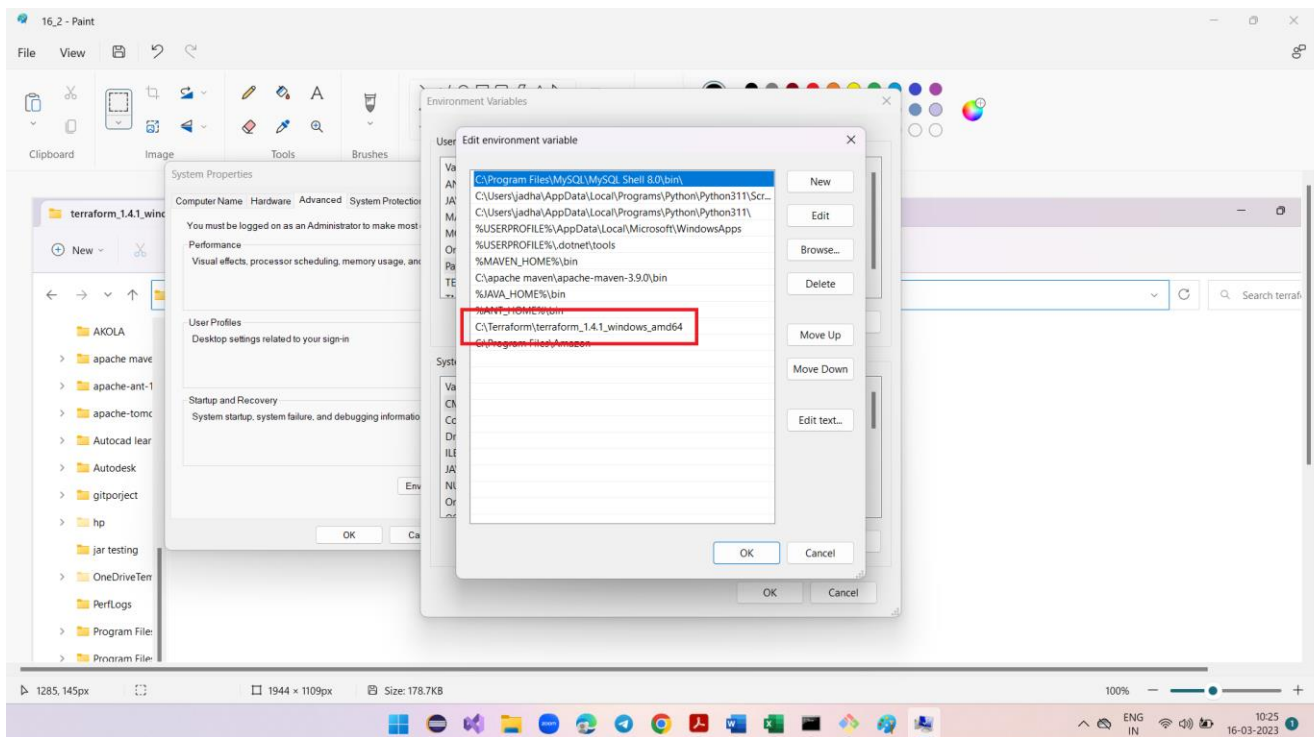 16_2 - Paint
File View
Clipboard Image Tools Brushes
Environment Variables
User
Edit environment variable
C:\Program Files\MySQL\MySQL Shell 8.0\bin\
C:\Users\jadha\AppData\Local\Programs\Python\Python311\Scr...
C:\Users\jadha\AppData\Local\Programs\Python\Python311\
%USERPROFILE%\AppData\Local\Microsoft\WindowsApps
%USERPROFILE%\.dotnet\tools
%MAVEN_HOME%\bin
C:\apache maven\apache-maven-3.9.0\bin
%JAVA_HOME%\bin
%ANT_HOME%\bin
C:\Terraform\terraform_1.4.1_windows_amd64
C:\Program Files\Amazon
New
Edit
Browse...
Delete
Move Up
Move Down
Edit text...
OK Cancel
OK Cancel
System Properties
Computer Name Hardware Advanced System Protection
You must be logged on as an Administrator to make most
Performance
Visual effects, processor scheduling, memory usage, and
User Profiles
Desktop settings related to your sign-in
Startup and Recovery
System startup, system failure, and debugging informatio
Env
OK Ca
terraform_1.4.1_winc
New
Search terraf
AKOLA
apache mave
apache-ant-1
apache-tomc
Autocad lear
Autodesk
gitporject
hp
jar testing
OneDriveTem
PerfLogs
Program Files
Program Files
1285, 145px 1944 × 1109px Size: 178.7KB 100%
ENG
IN
10:25
16-03-2023
1